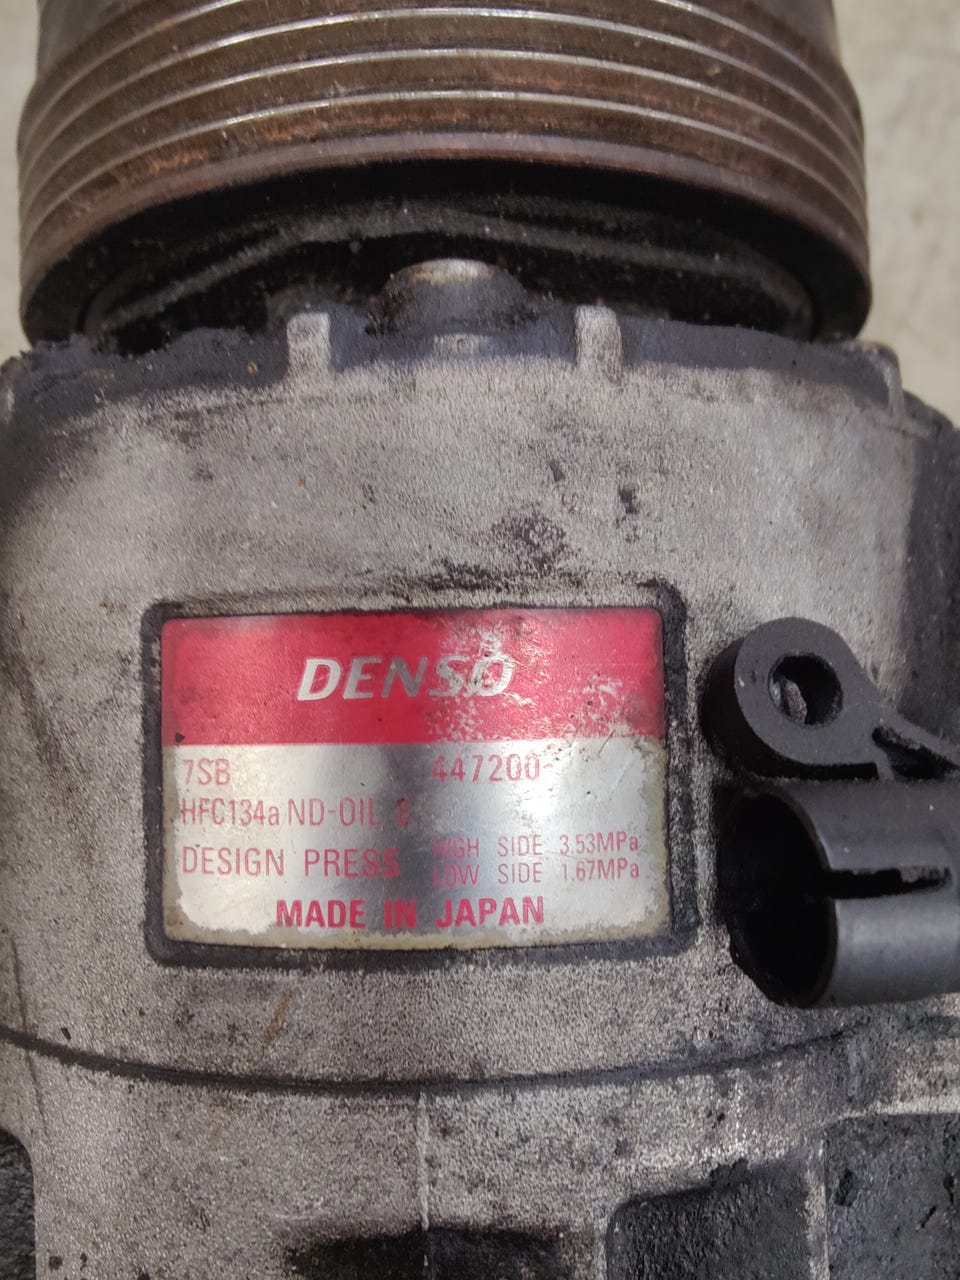 DENSO
7SB 447200-
HFC134a ND-OIL 8
DESIGN PRESS HIGH SIDE 3.53MPa
LOW SIDE 1.67MPa
MADE IN JAPAN